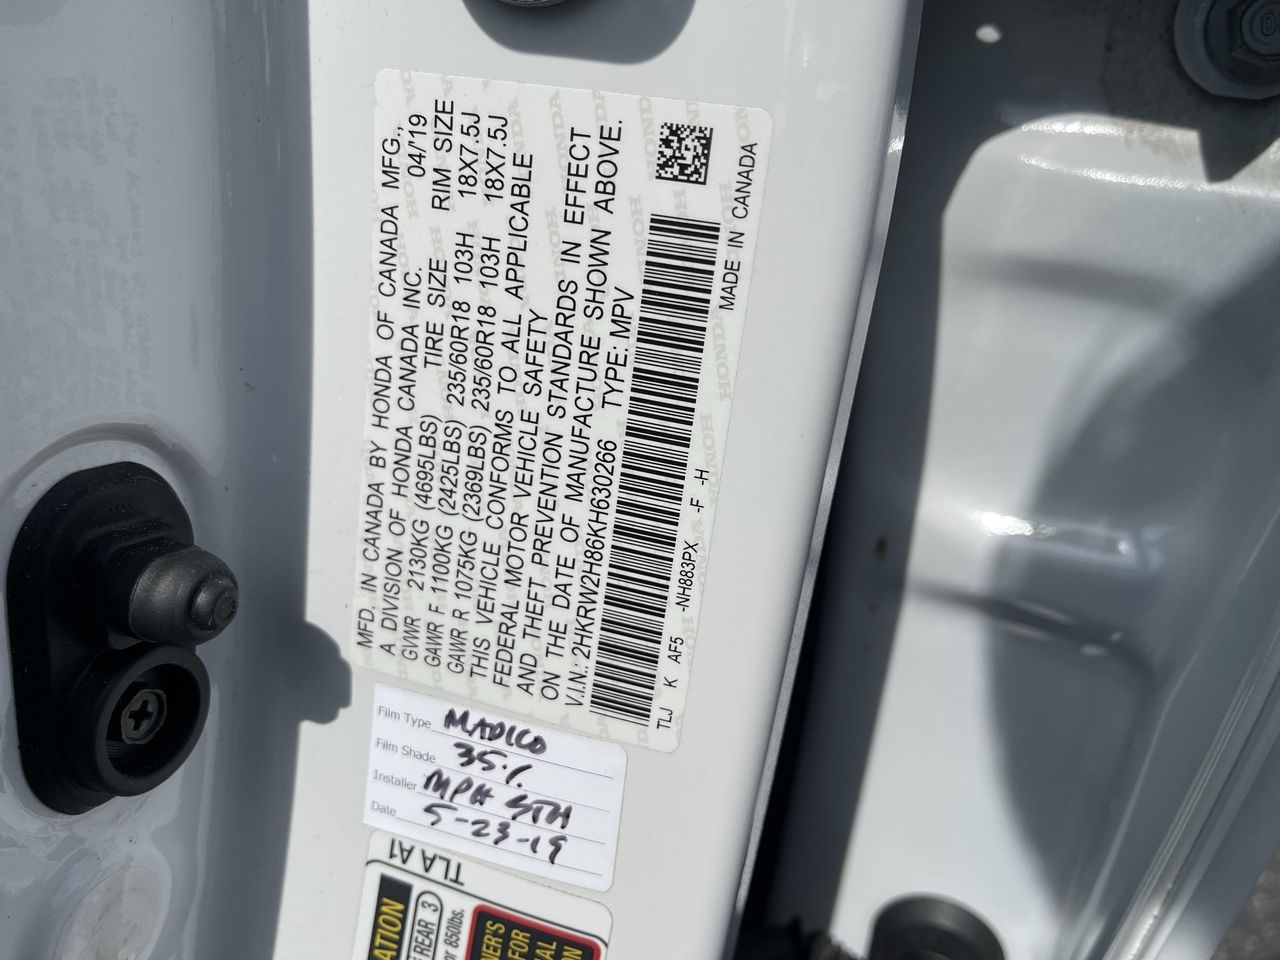 MFD. IN CANADA BY HONDA OF CANADA MFG.,
A DIVISION OF HONDA CANADA INC. 04/'19
GVWR 2130KG (4695LBS) TIRE SIZE RIM SIZE
GAWR F 1100KG (2425LBS) 235/60R18 103H 18X7.5J
GAWR R 1075KG (2369LBS) 235/60R18 103H 18X7.5J
THIS VEHICLE CONFORMS TO ALL APPLICABLE
FEDERAL MOTOR VEHICLE SAFETY
AND THEFT PREVENTION STANDARDS IN EFFECT
ON THE DATE OF MANUFACTURE SHOWN ABOVE.
V.I.N.: 2HKRW2H86KH630266 TYPE: MPV
TLJ K AF5 -NH883PX -F -H
MADE IN CANADA
Film Type MADICO
Film Shade 35%
Installer MPH STH
Date 5-23-19
TLA A1
REAR 3
or 850lbs.